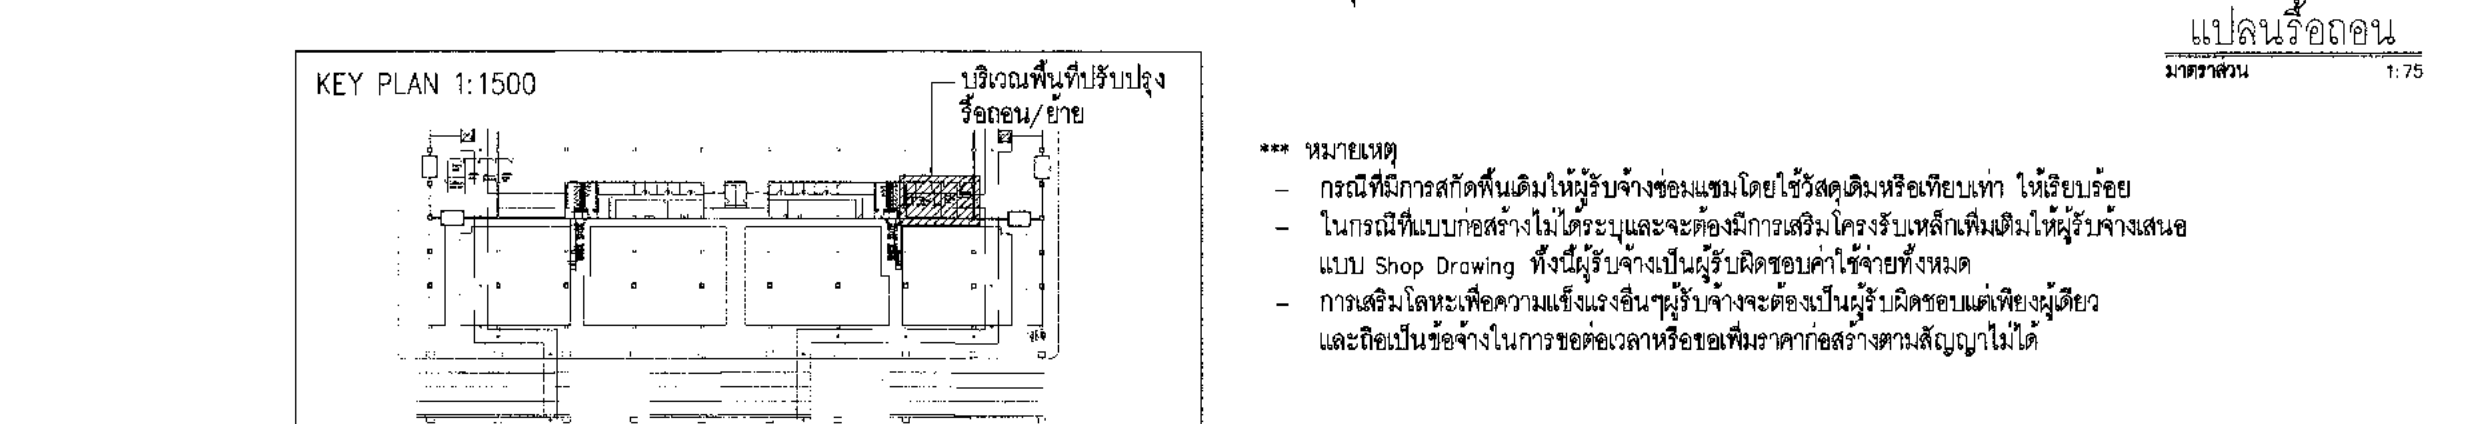 แปลนรื้อถอน
มาตราส่วน 1:75
KEY PLAN 1:1500
บริเวณพื้นที่ปรับปรุง
รื้อถอน/ย้าย
*** หมายเหตุ
- กรณีที่มีการสกัดพื้นเดิมให้ผู้รับจ้างซ่อมแซมโดยใช้วัสดุเดิมหรือเทียบเท่า ให้เรียบร้อย
- ในกรณีที่แบบก่อสร้างไม่ได้ระบุและจะต้องมีการเสริมโครงรับเหล็กเพิ่มเติมให้ผู้รับจ้างเสนอ
แบบ Shop Drawing ทั้งนี้ผู้รับจ้างเป็นผู้รับผิดชอบค่าใช้จ่ายทั้งหมด
- การเสริมโลหะเพื่อความแข็งแรงอื่นๆผู้รับจ้างจะต้องเป็นผู้รับผิดชอบแต่เพียงผู้เดียว
และถือเป็นข้ออ้างในการขอต่อเวลาหรือขอเพิ่มราคาก่อสร้างตามสัญญาไม่ได้